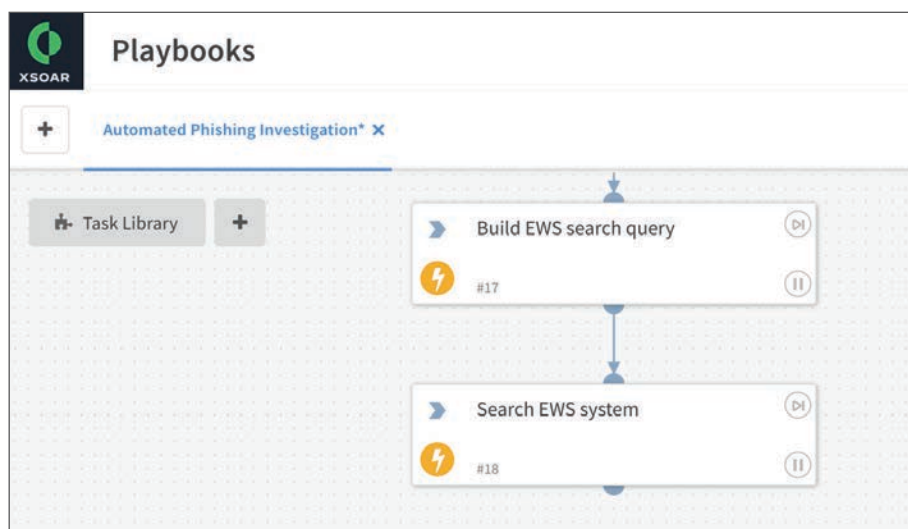 XSOAR
Playbooks
+
Automated Phishing Investigation* ×
Task Library
+
Build EWS search query
#17
Search EWS system
#18